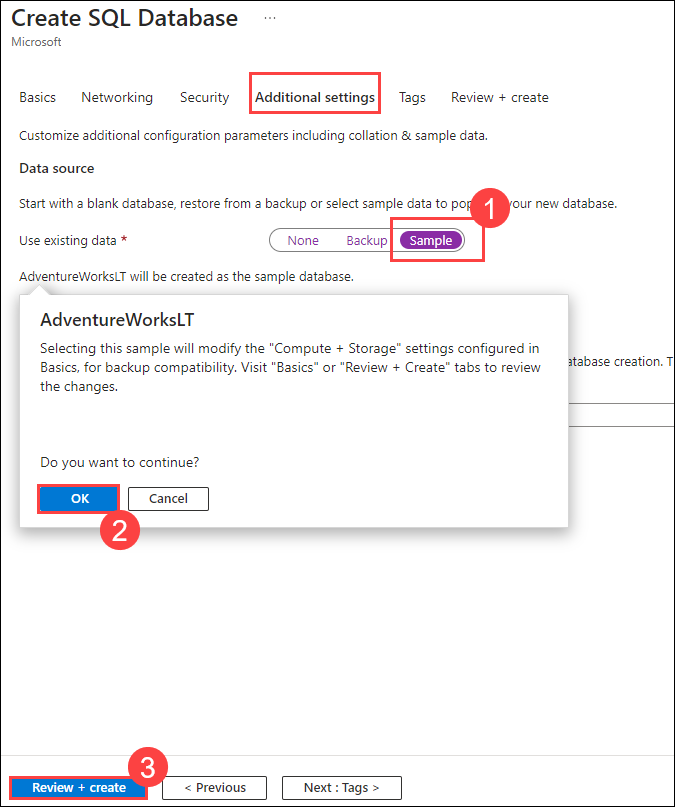 Create SQL Database ...
Microsoft
Basics Networking Security Additional settings Tags Review + create
Customize additional configuration parameters including collation & sample data.
Data source
Start with a blank database, restore from a backup or select sample data to pop your new database.
1
Use existing data * None Backup Sample
AdventureWorksLT will be created as the sample database.
AdventureWorksLT
Selecting this sample will modify the "Compute + Storage" settings configured in
Basics, for backup compatibility. Visit "Basics" or "Review + Create" tabs to review
the changes.
atabase creation. T
Do you want to continue?
OK Cancel
2
3
Review + create < Previous Next : Tags >